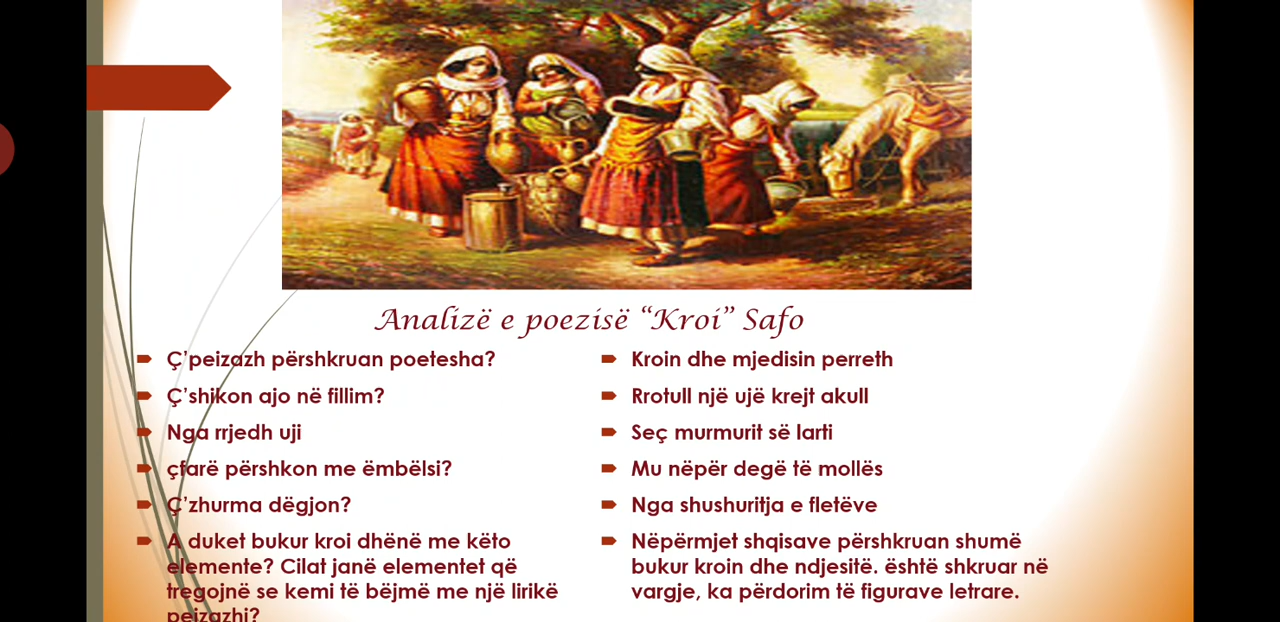 Analizë e poezisë “Kroi” Safo
Ç’peizazh përshkruan poetesha?
Ç’shikon ajo në fillim?
Nga rrjedh uji
çfarë përshkon me ëmbëlsi?
Ç’zhurma dëgjon?
A duket bukur kroi dhënë me këto
elemente? Cilat janë elementet që
tregojnë se kemi të bëjmë me një lirikë
peizazhi?
Kroin dhe mjedisin perreth
Rrotull një ujë krejt akull
Seç murmurit së larti
Mu nëpër degë të mollës
Nga shushuritja e fletëve
Nëpërmjet shqisave përshkruan shumë
bukur kroin dhe ndjesitë. është shkruar në
vargje, ka përdorim të figurave letrare.